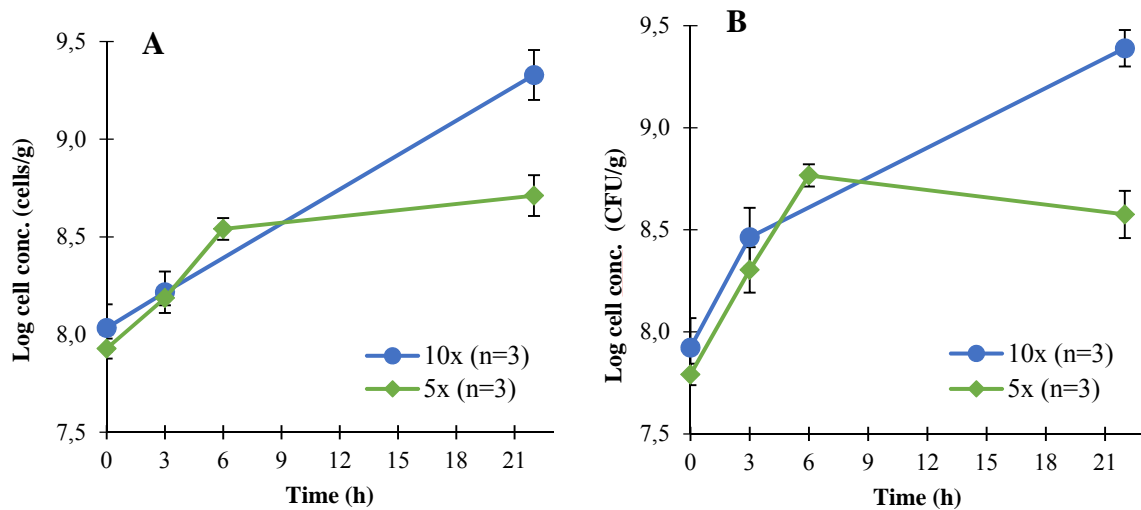 A
Log cell conc. (cells/g)
9,5
9,0
8,5
8,0
7,5
0 3 6 9 12 15 18 21
Time (h)
10x (n=3)
5x (n=3)
B
Log cell conc. (CFU/g)
9,5
9,0
8,5
8,0
7,5
0 3 6 9 12 15 18 21
Time (h)
10x (n=3)
5x (n=3)